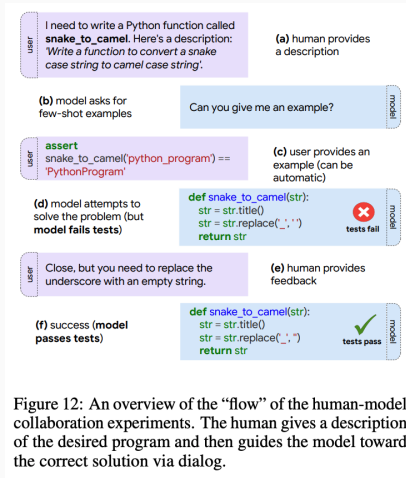 user
I need to write a Python function called
snake_to_camel. Here's a description:
'Write a function to convert a snake
case string to camel case string'.
(a) human provides
a description
(b) model asks for
few-shot examples
Can you give me an example?
model
user
assert
snake_to_camel('python_program') ==
'PythonProgram'
(c) user provides an
example (can be
automatic)
(d) model attempts to
solve the problem (but
model fails tests)
def snake_to_camel(str):
str = str.title()
str = str.replace('_', ' ')
return str
tests fail
model
user
Close, but you need to replace the
underscore with an empty string.
(e) human provides
feedback
(f) success (model
passes tests)
def snake_to_camel(str):
str = str.title()
str = str.replace('_', '')
return str
tests pass
model
Figure 12: An overview of the “flow” of the human-model
collaboration experiments. The human gives a description
of the desired program and then guides the model toward
the correct solution via dialog.